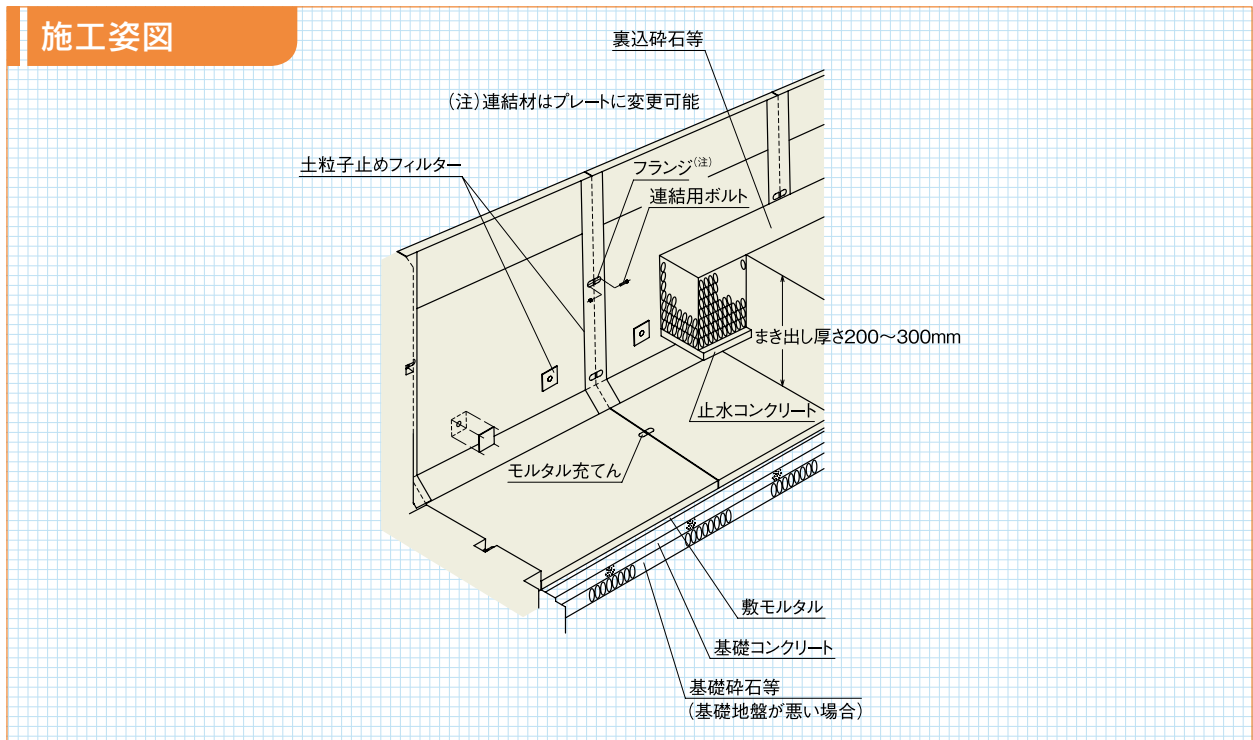 施工姿図
裏込砕石等
(注)連結材はプレートに変更可能
土粒子止めフィルター
フランジ(注)
連結用ボルト
まき出し厚さ200〜300mm
止水コンクリート
モルタル充てん
敷モルタル
基礎コンクリート
基礎砕石等
(基礎地盤が悪い場合)